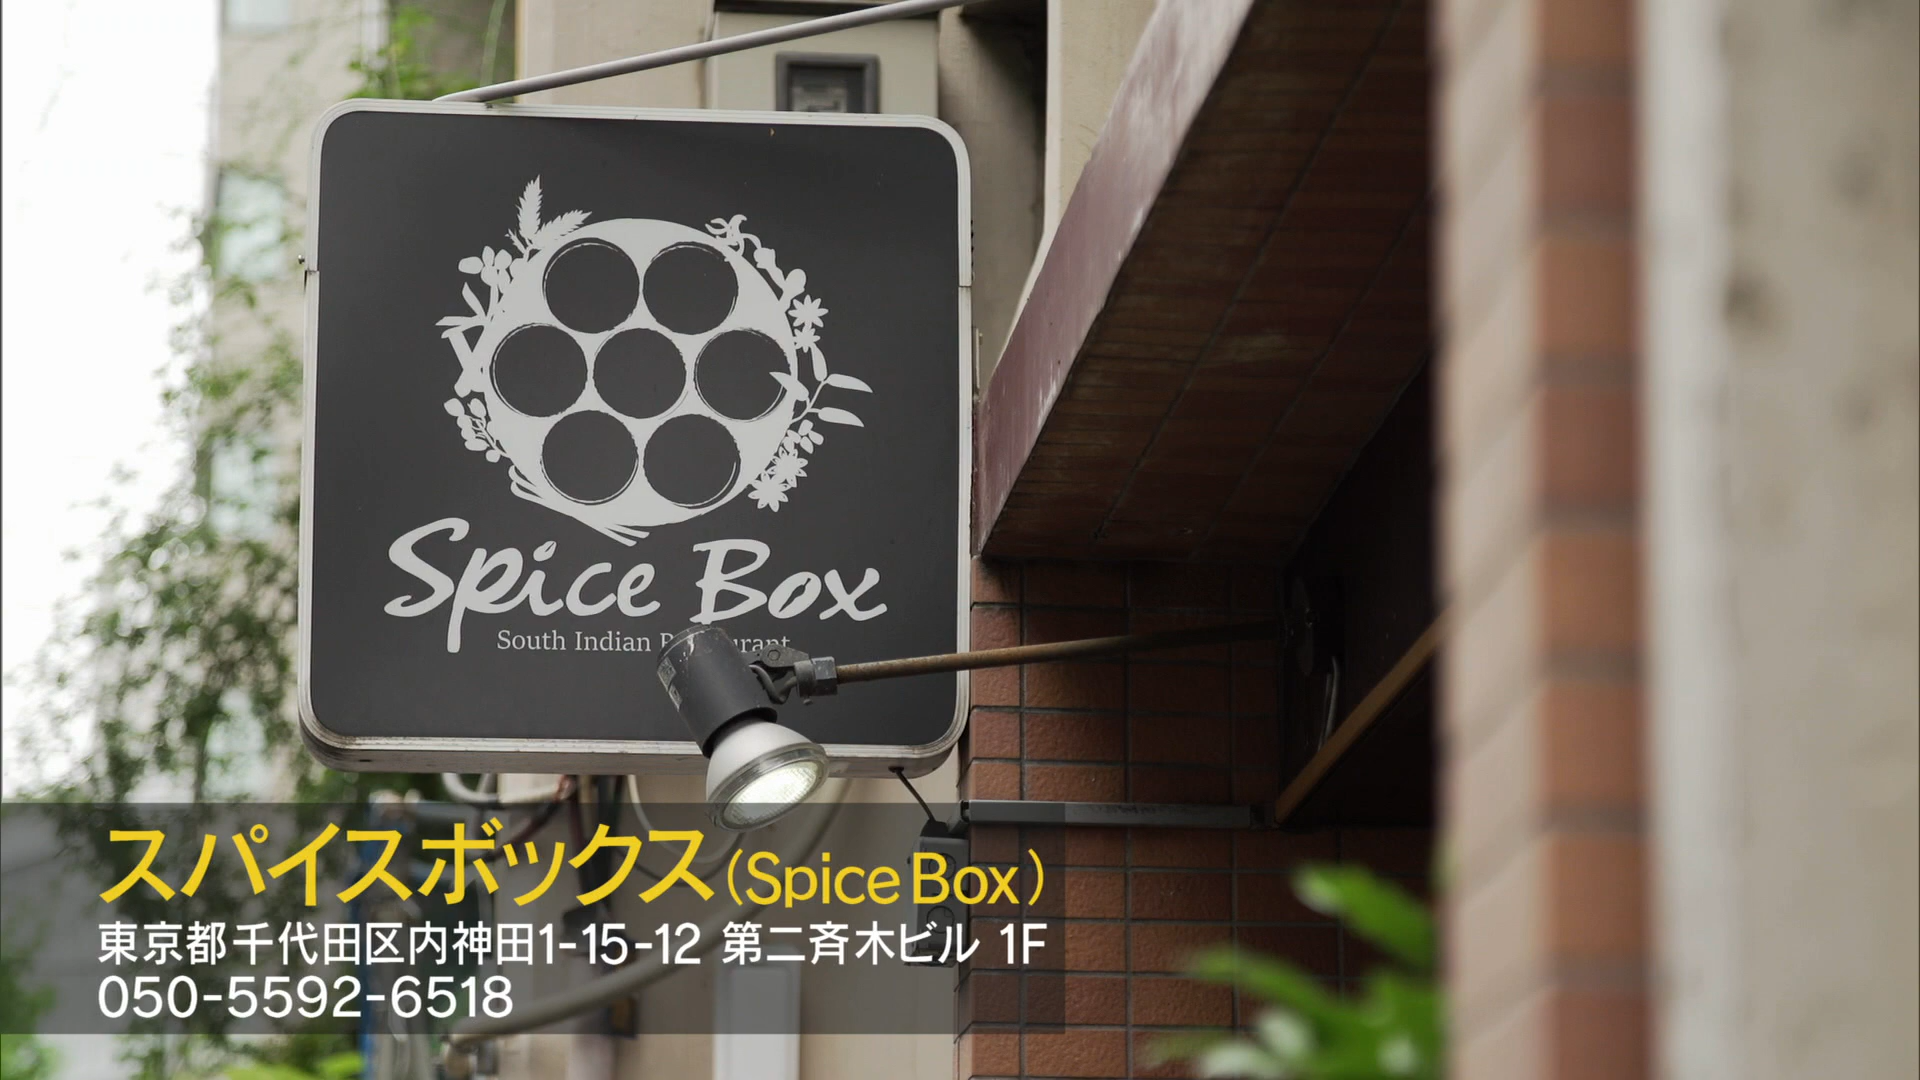 Spice Box
South Indian
スパイスボックス（Spice Box）
東京都千代田区内神田1-15-12 第二斉木ビル 1F
050-5592-6518